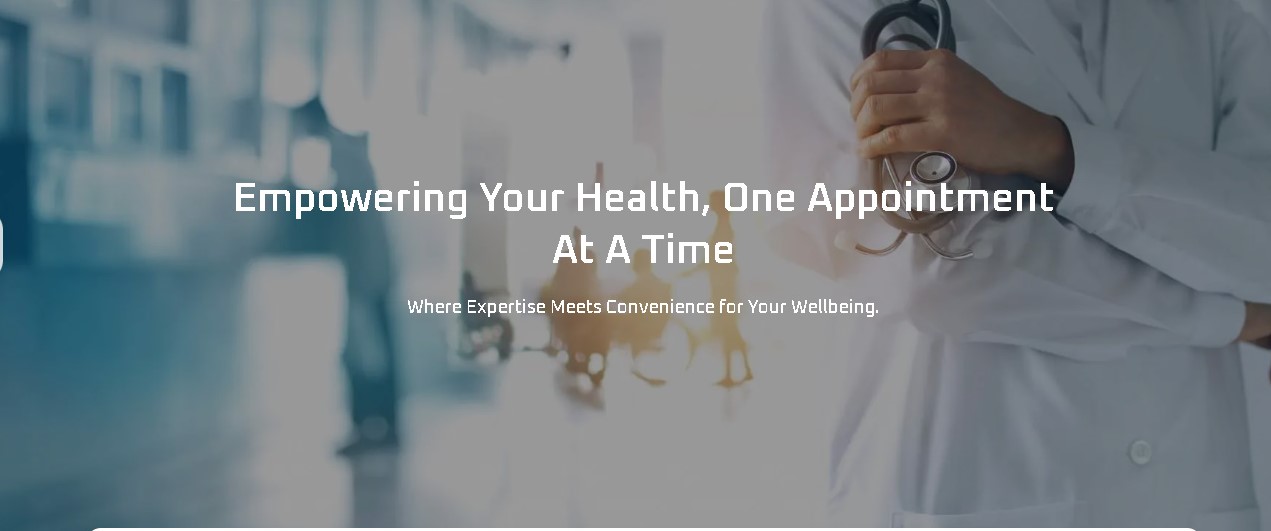 Empowering Your Health, One Appointment
At A Time
Where Expertise Meets Convenience for Your Wellbeing.